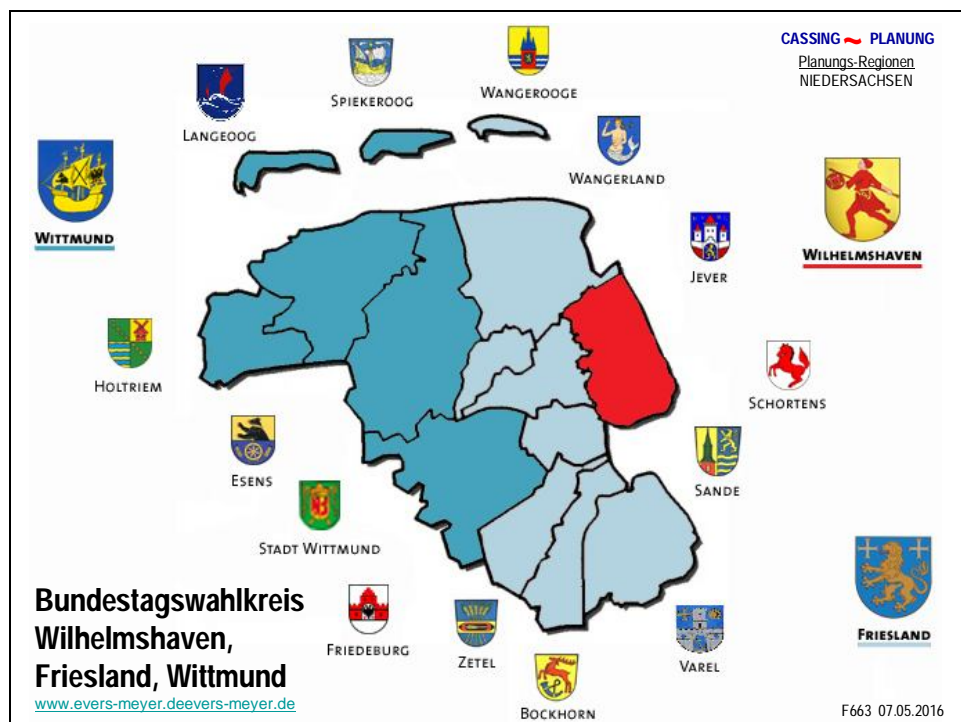 CASSING ~ PLANUNG
Planungs-Regionen
NIEDERSACHSEN
SPIEKEROOG
WANGEROOGE
LANGEOOG
WANGERLAND
WITTMUND
WILHELMSHAVEN
JEVER
HOLTRIEM
SCHORTENS
ESENS
SANDE
STADT WITTMUND
FRIESLAND
FRIEDEBURG
ZETEL
VAREL
BOCKHORN
Bundestagswahlkreis
Wilhelmshaven,
Friesland, Wittmund
www.evers-meyer.deevers-meyer.de
F663 07.05.2016